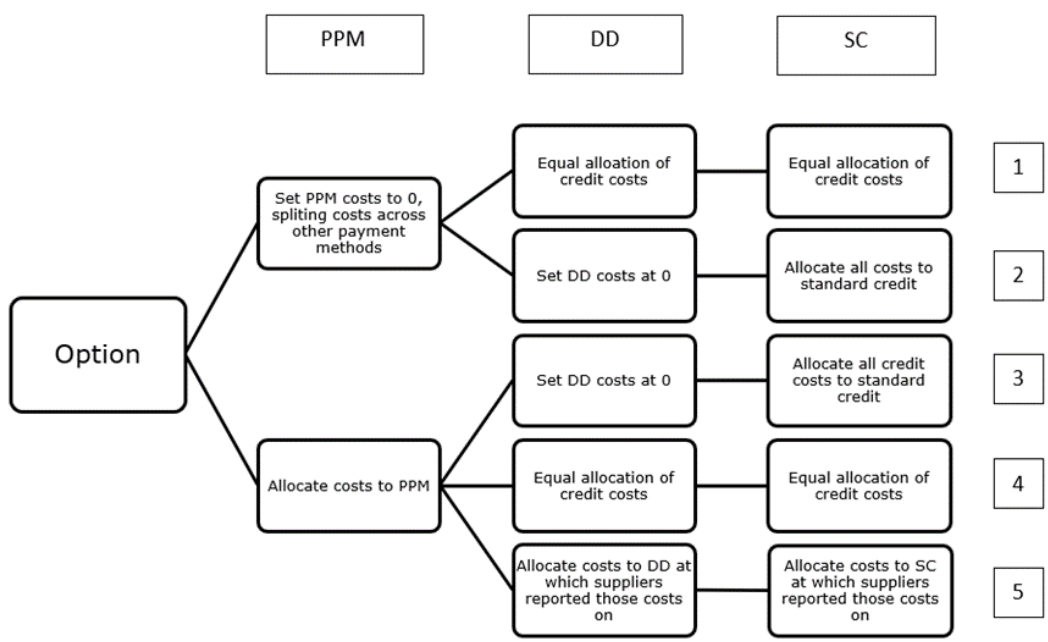 PPM
DD
SC
Option
Set PPM costs to 0,
spliting costs across
other payment
methods
Allocate costs to PPM
Equal alloation of
credit costs
Equal allocation of
credit costs
1
Set DD costs at 0
Allocate all costs to
standard credit
2
Set DD costs at 0
Allocate all credit
costs to standard
credit
3
Equal allocation of
credit costs
Equal allocation of
credit costs
4
Allocate costs to DD at
which suppliers
reported those costs
on
Allocate costs to SC
at which suppliers
reported those costs
on
5